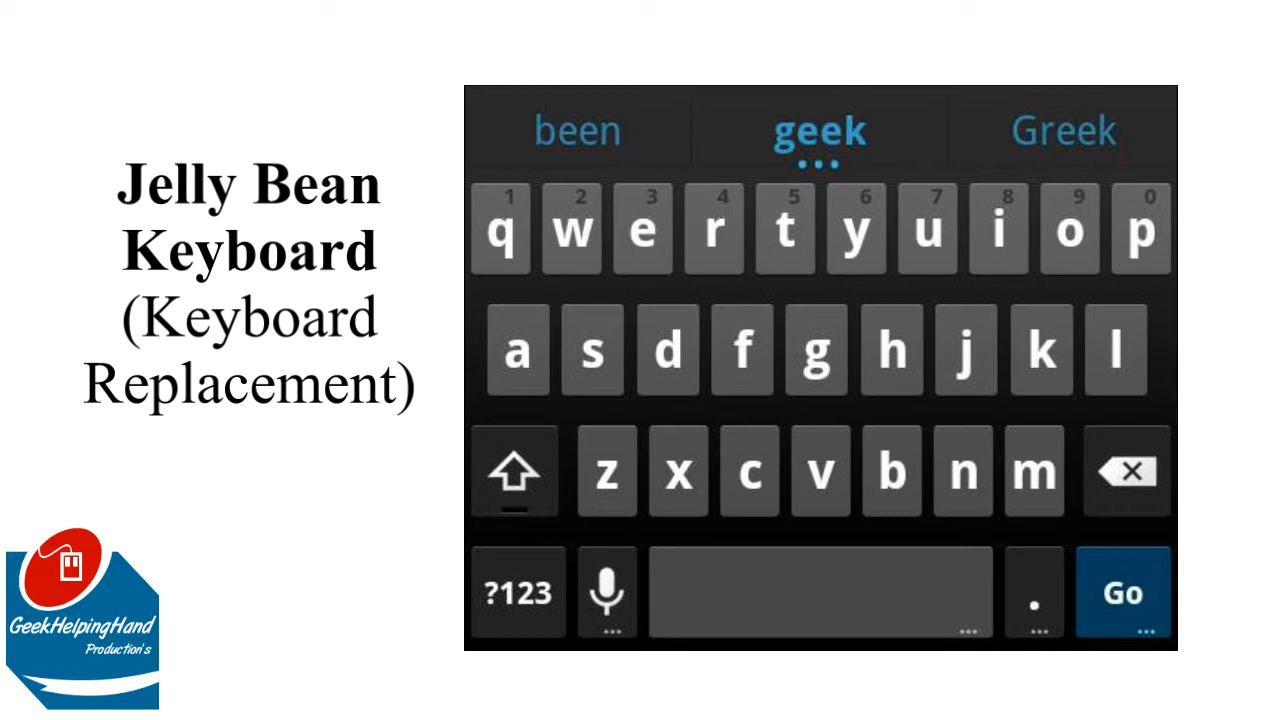 Jelly Bean
Keyboard
(Keyboard
Replacement)
been geek Greek
1 2 3 4 5 6 7 8 9 0
q w e r t y u i o p
a s d f g h j k l
z x c v b n m
?123 . Go
GeekHelpingHand
Production's